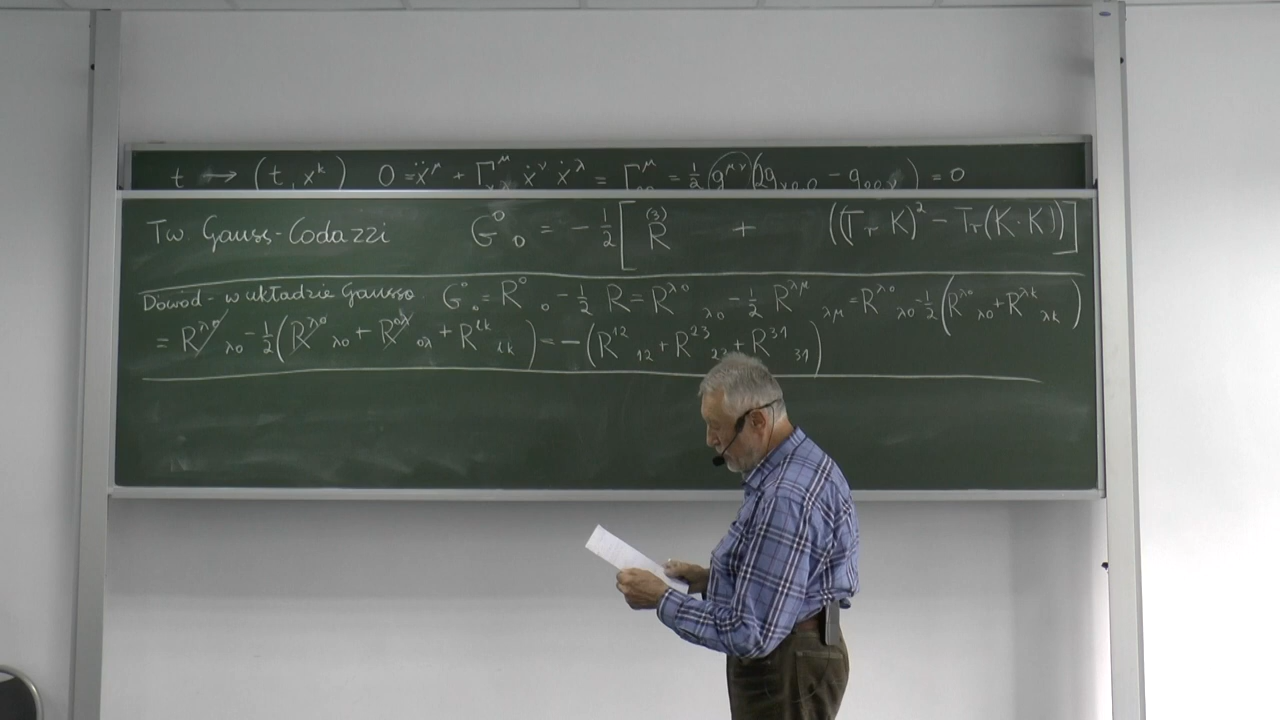 t → (t, x^k) 0 = ẍ^μ + Γ^μ_{νλ} ẋ^ν ẋ^λ = Γ^μ_{00} = ½ g^{μν}(2g_{ν0,0} − g_{00,ν}) = 0
Tw Gauss-Codazzi G^0_0 = −½[^{(3)}R + ((Tr K)² − Tr(K·K))]
Dowód - w układzie Gaussa. G^0_0 = R^0_0 − ½ R = R^{λ0}_{λ0} − ½ R^{λμ}_{λμ} = R^{λ0}_{λ0} − ½(R^{λ0}_{λ0} + R^{λk}_{λk})
= R^{λ0}_{λ0} − ½(R^{λ0}_{λ0} + R^{0λ}_{0λ} + R^{lk}_{lk}) = −(R^{12}_{12} + R^{23}_{23} + R^{31}_{31})